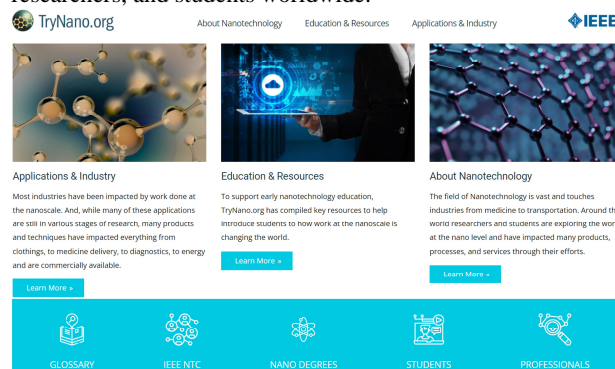 researchers, and students worldwide.
TryNano.org
About Nanotechnology Education & Resources Applications & Industry
IEEE
Applications & Industry
Most industries have been impacted by work done at
the nanoscale. And, while many of these applications
are still in various stages of research, many products
and techniques have impacted everything from
clothings, to medicine delivery, to diagnostics, to energy
and are commercially available.
Learn More »
Education & Resources
To support early nanotechnology education,
TryNano.org has compiled key resources to help
introduce students to how work at the nanoscale is
changing the world.
Learn More »
About Nanotechnology
The field of Nanotechnology is vast and touches
industries from medicine to transportation. Around th
world researchers and students are exploring the wor
at the nano level and have impacted many products,
processes, and services through their efforts.
Learn More »
GLOSSARY IEEE NTC NANO DEGREES STUDENTS PROFESSIONALS